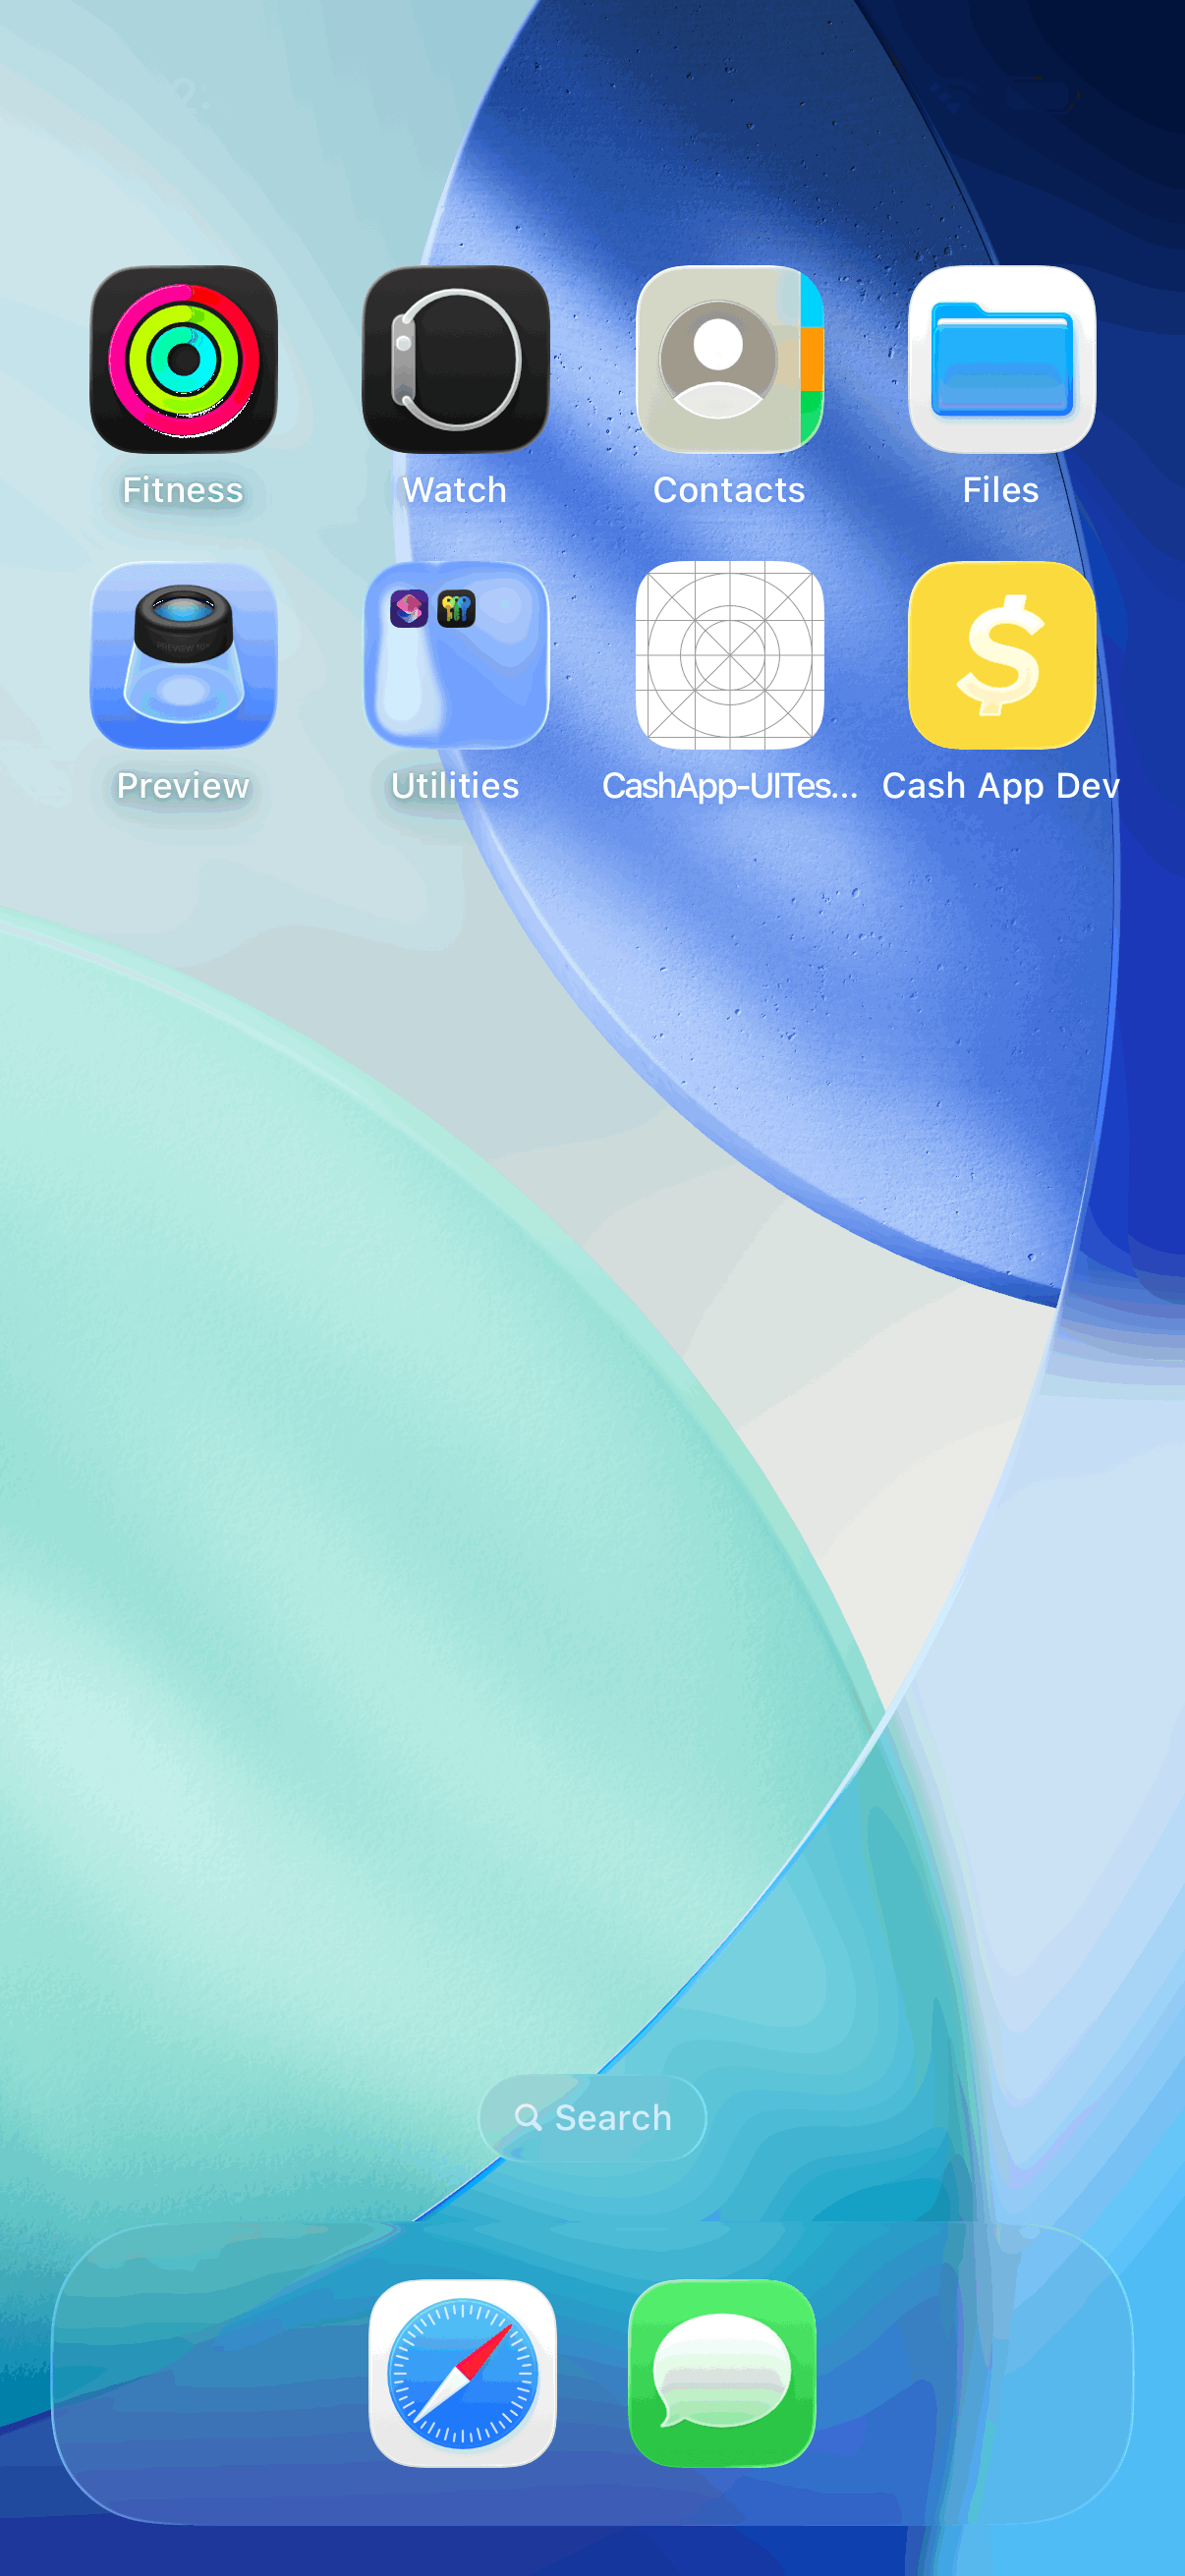 Fitness
Watch
Contacts
Files
Preview
Utilities
CashApp-UITes...
Cash App Dev
Search